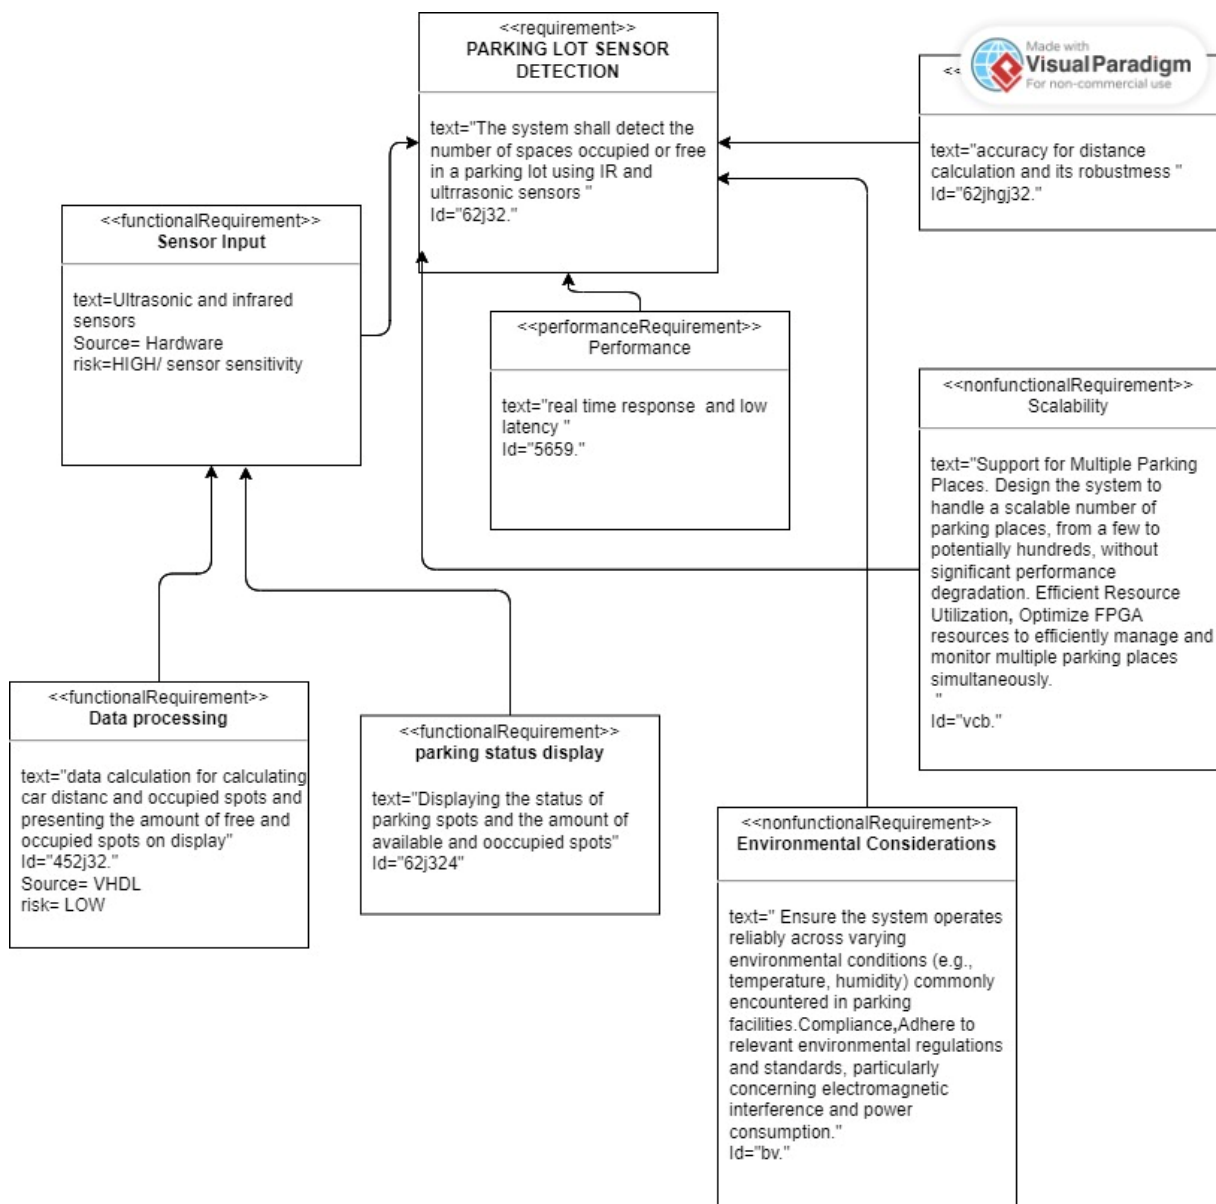 <<requirement>>
PARKING LOT SENSOR
DETECTION
text="The system shall detect the
number of spaces occupied or free
in a parking lot using IR and
ultrrasonic sensors "
Id="62j32."
Made with
VisualParadigm
For non-commercial use
<<
text="accuracy for distance
calculation and its robustmess "
Id="62jhgj32."
<<functionalRequirement>>
Sensor Input
text=Ultrasonic and infrared
sensors
Source= Hardware
risk=HIGH/ sensor sensitivity
<<performanceRequirement>>
Performance
text="real time response  and low
latency "
Id="5659."
<<nonfunctionalRequirement>>
Scalability
text="Support for Multiple Parking
Places. Design the system to
handle a scalable number of
parking places, from a few to
potentially hundreds, without
significant performance
degradation. Efficient Resource
Utilization, Optimize FPGA
resources to efficiently manage and
monitor multiple parking places
simultaneously.
"
Id="vcb."
<<functionalRequirement>>
Data processing
text="data calculation for calculating
car distanc and occupied spots and
presenting the amount of free and
occupied spots on display"
Id="452j32."
Source= VHDL
risk= LOW
<<functionalRequirement>>
parking status display
text="Displaying the status of
parking spots and the amount of
available and ooccupied spots"
Id="62j324"
<<nonfunctionalRequirement>>
Environmental Considerations
text=" Ensure the system operates
reliably across varying
environmental conditions (e.g.,
temperature, humidity) commonly
encountered in parking
facilities.Compliance,Adhere to
relevant environmental regulations
and standards, particularly
concerning electromagnetic
interference and power
consumption."
Id="bv."